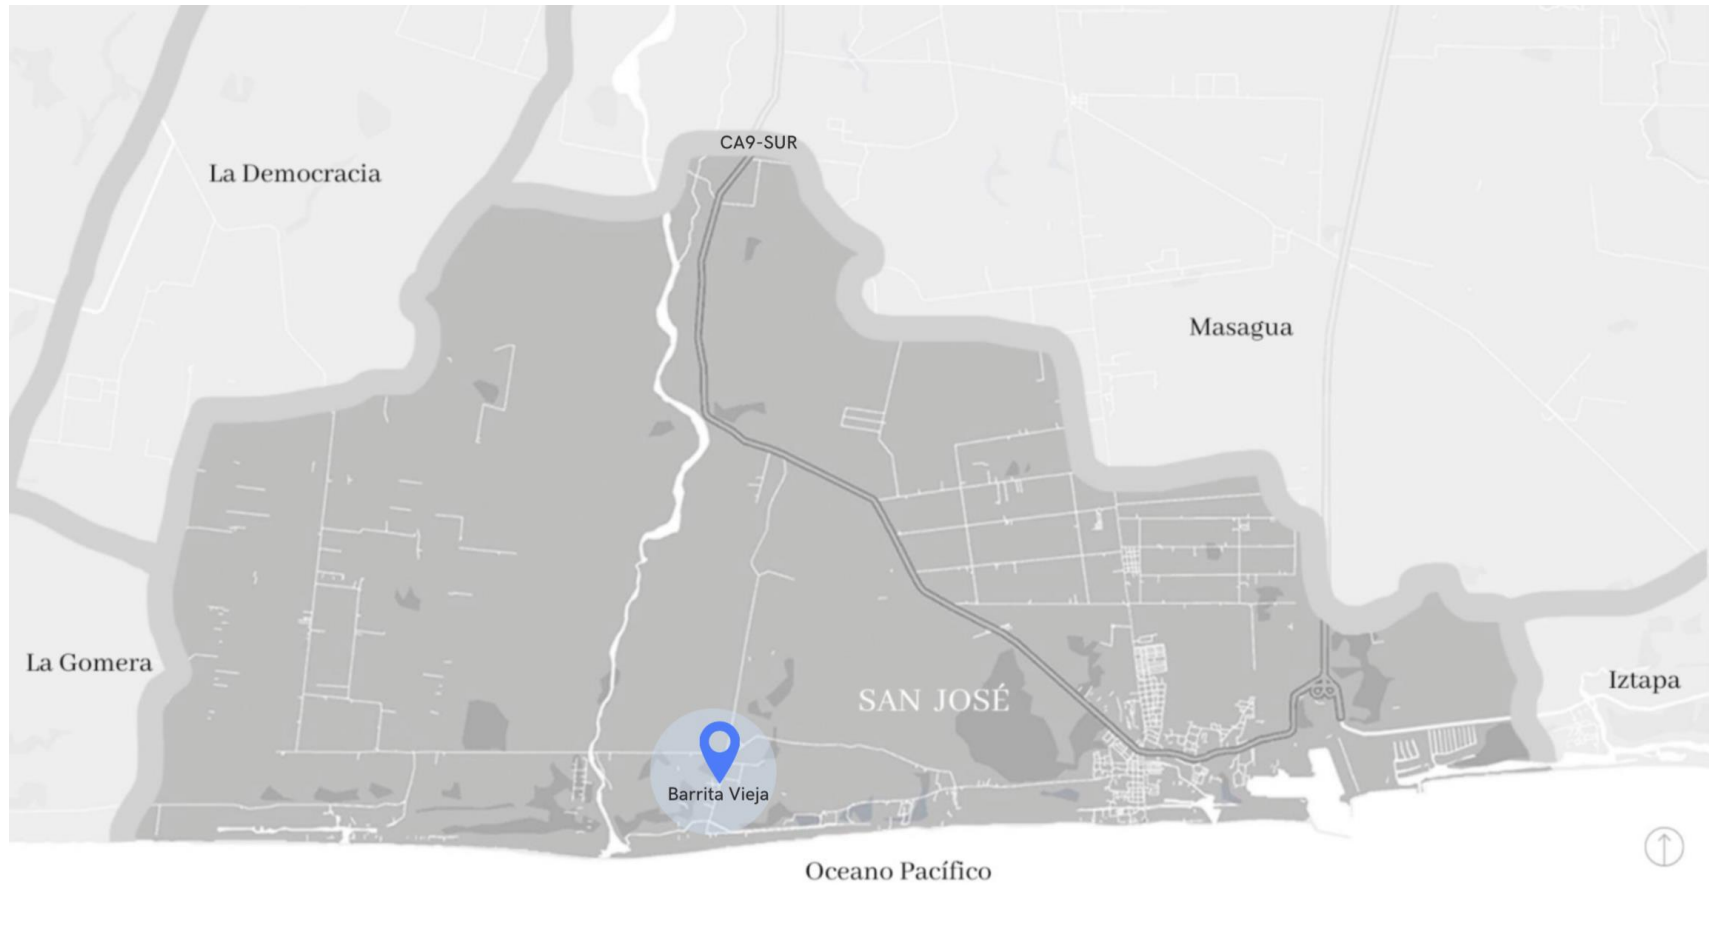 CA9-SUR
La Democracia
Masagua
La Gomera
Iztapa
SAN JOSÉ
Barrita Vieja
Oceano Pacífico